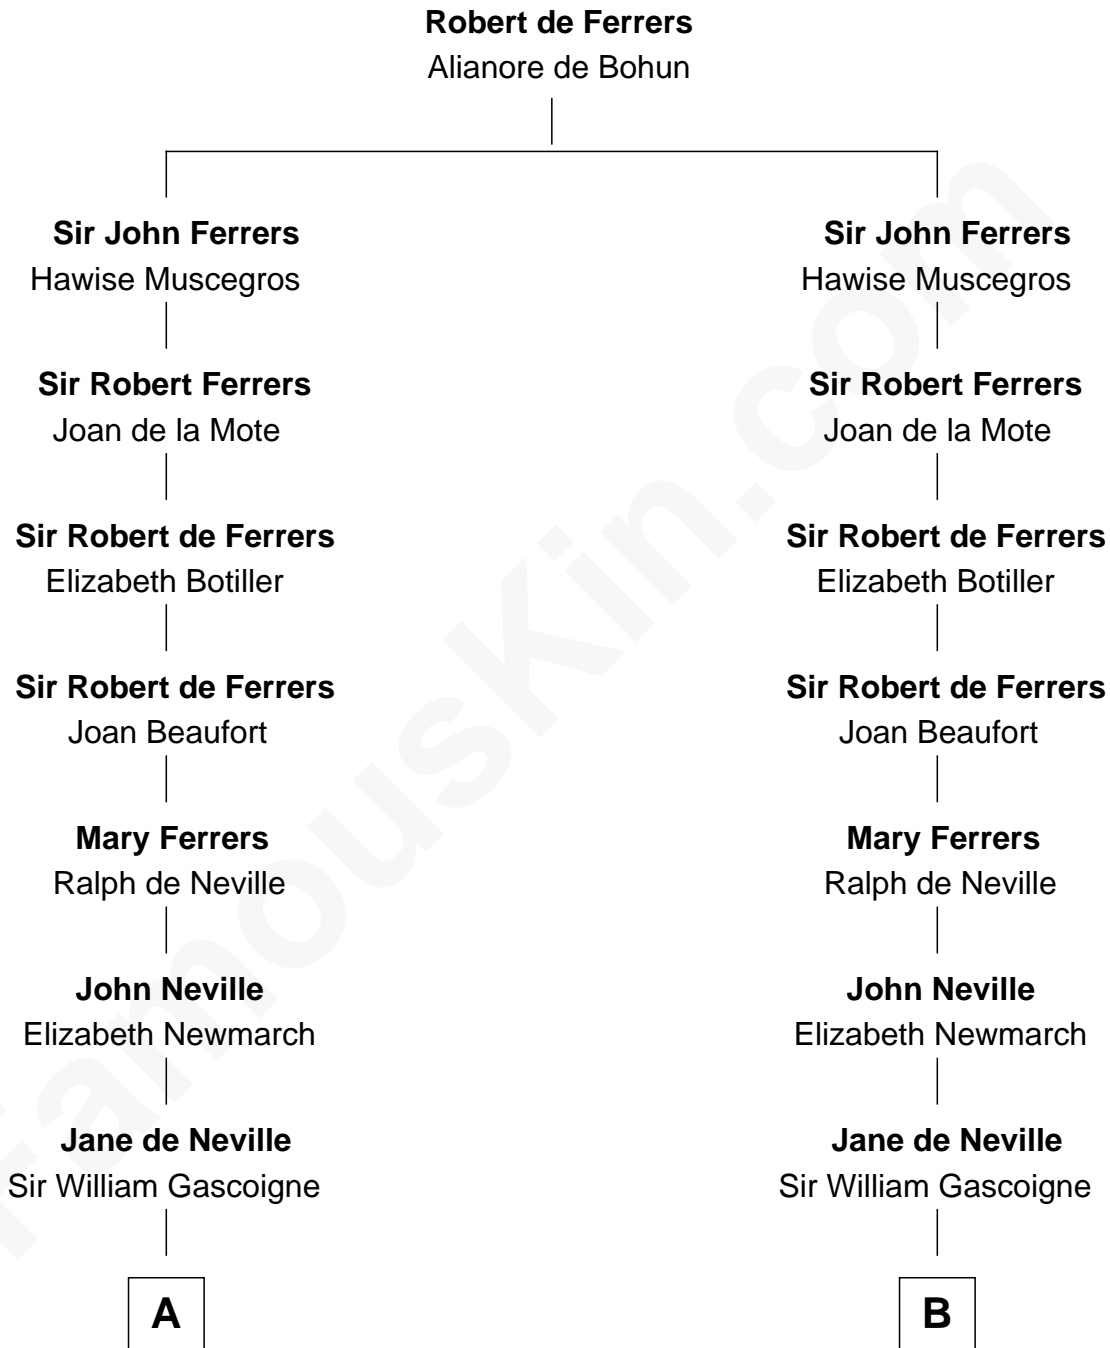 Robert de Ferrers
Alianore de Bohun
Sir John Ferrers
Hawise Muscegros
Sir John Ferrers
Hawise Muscegros
Sir Robert Ferrers
Joan de la Mote
Sir Robert Ferrers
Joan de la Mote
Sir Robert de Ferrers
Elizabeth Botiller
Sir Robert de Ferrers
Elizabeth Botiller
Sir Robert de Ferrers
Joan Beaufort
Sir Robert de Ferrers
Joan Beaufort
Mary Ferrers
Ralph de Neville
Mary Ferrers
Ralph de Neville
John Neville
Elizabeth Newmarch
John Neville
Elizabeth Newmarch
Jane de Neville
Sir William Gascoigne
Jane de Neville
Sir William Gascoigne
A
B
FamousKin.com